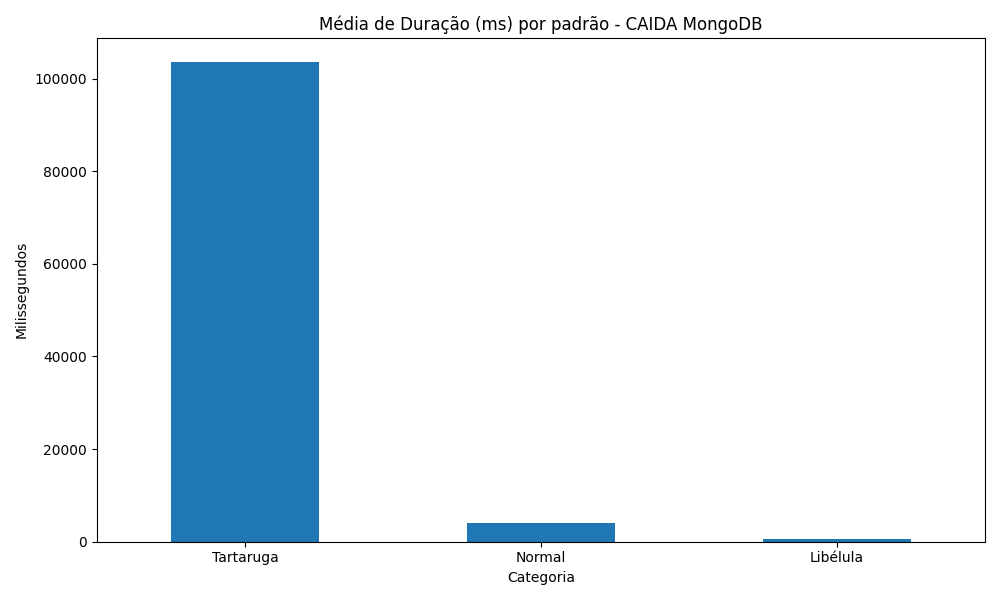 Média de Duração (ms) por padrão - CAIDA MongoDB
100000
80000
60000
40000
20000
0
Milissegundos
Tartaruga Normal Libélula
Categoria